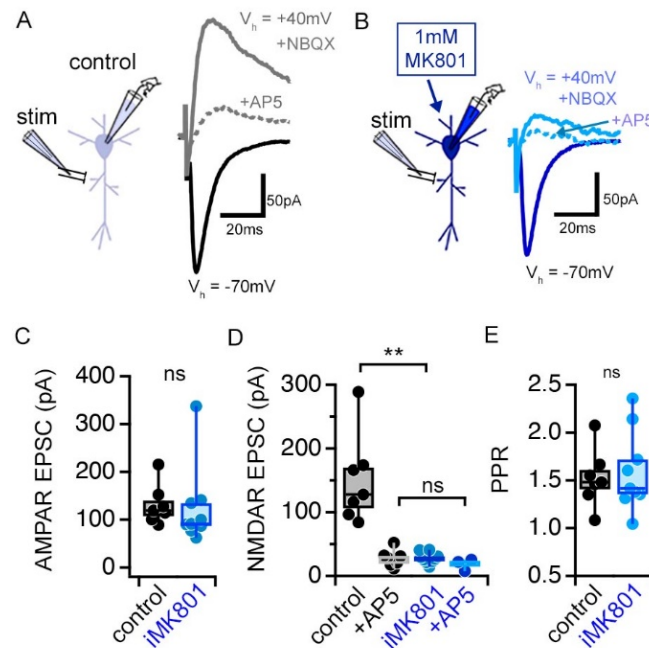 A
control
stim
Vh = +40mV
+NBQX
+AP5
50pA
20ms
Vh = -70mV
B
1mM
MK801
stim
Vh = +40mV
+NBQX
+AP5
50pA
20ms
Vh = -70mV
C
ns
AMPAR EPSC (pA)
400
300
200
100
0
control
iMK801
D
**
ns
NMDAR EPSC (pA)
300
200
100
0
control
+AP5
iMK801
+AP5
E
ns
PPR
2.5
2.0
1.5
1.0
0.5
control
iMK801